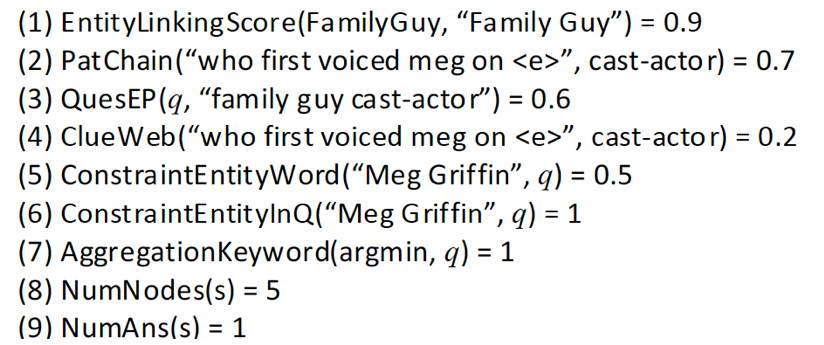 (1) EntityLinkingScore(FamilyGuy, “Family Guy”) = 0.9
(2) PatChain(“who first voiced meg on <e>”, cast-actor) = 0.7
(3) QuesEP(q, “family guy cast-actor”) = 0.6
(4) ClueWeb(“who first voiced meg on <e>”, cast-actor) = 0.2
(5) ConstraintEntityWord(“Meg Griffin”, q) = 0.5
(6) ConstraintEntityInQ(“Meg Griffin”, q) = 1
(7) AggregationKeyword(argmin, q) = 1
(8) NumNodes(s) = 5
(9) NumAns(s) = 1